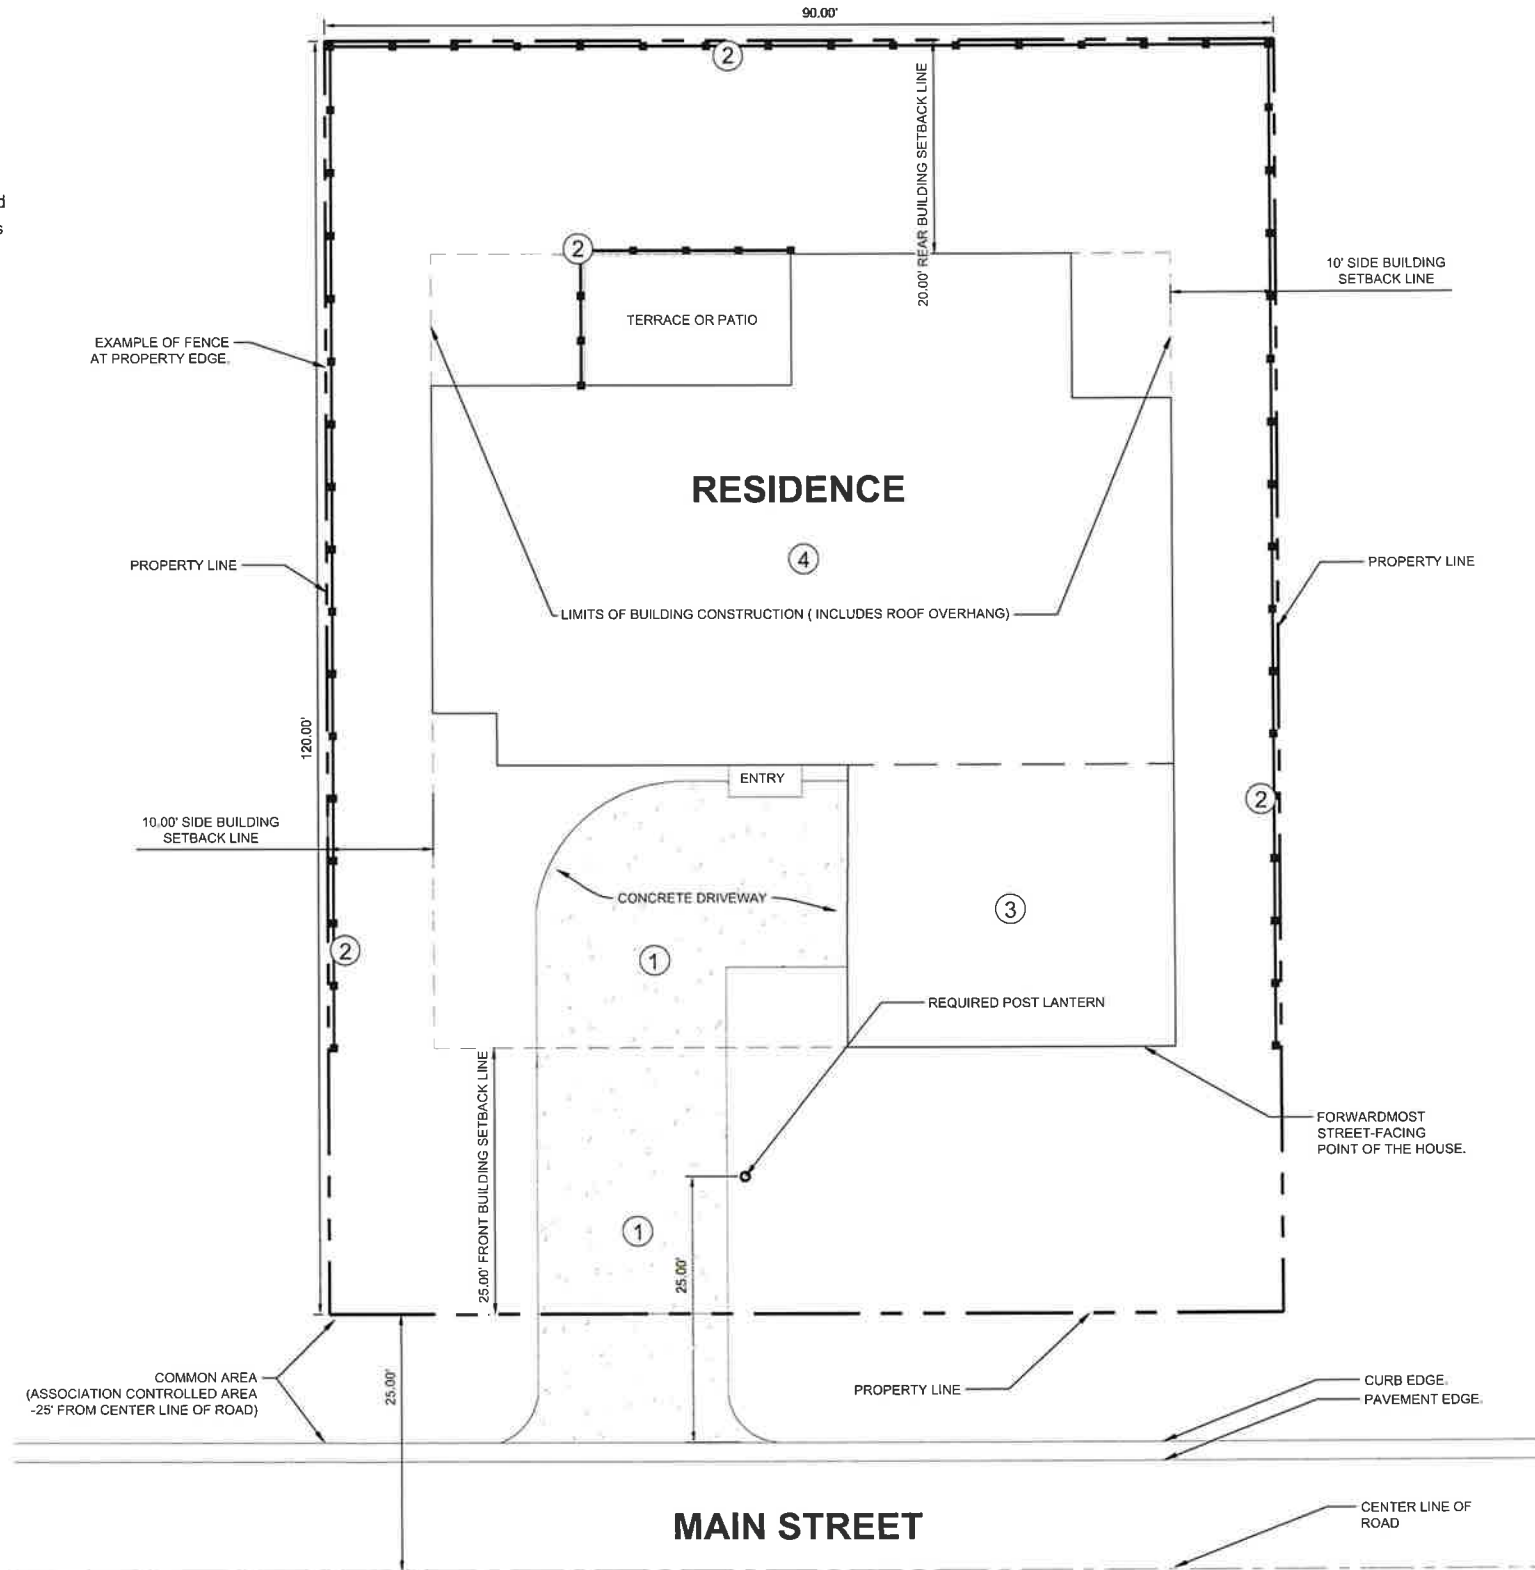 90.00'
2
20.00' REAR BUILDING SETBACK LINE
d
s
2
10' SIDE BUILDING
SETBACK LINE
TERRACE OR PATIO
EXAMPLE OF FENCE
AT PROPERTY EDGE.
RESIDENCE
4
PROPERTY LINE
PROPERTY LINE
LIMITS OF BUILDING CONSTRUCTION ( INCLUDES ROOF OVERHANG)
120.00'
ENTRY
2
10.00' SIDE BUILDING
SETBACK LINE
CONCRETE DRIVEWAY
3
2
1
REQUIRED POST LANTERN
25.00' FRONT BUILDING SETBACK LINE
FORWARDMOST
STREET-FACING
POINT OF THE HOUSE.
1
25.00'
COMMON AREA
(ASSOCIATION CONTROLLED AREA
-25' FROM CENTER LINE OF ROAD)
25.00'
PROPERTY LINE
CURB EDGE.
PAVEMENT EDGE.
MAIN STREET
CENTER LINE OF
ROAD